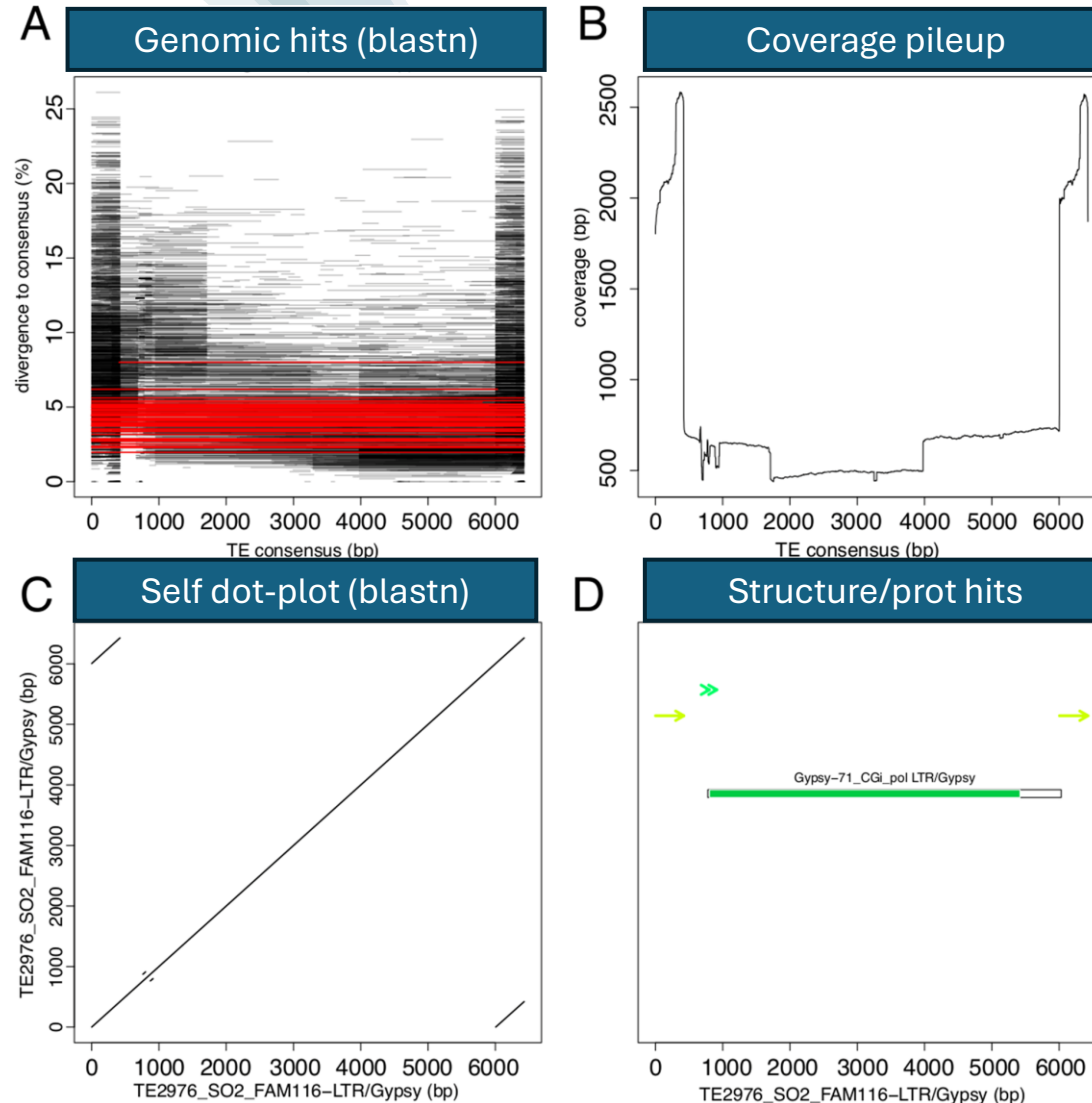 A
Genomic hits (blastn)
divergence to consensus (%)
25
20
15
10
5
0
0 1000 2000 3000 4000 5000 6000
TE consensus (bp)
B
Coverage pileup
coverage (bp)
2500
2000
1500
1000
500
0 1000 2000 3000 4000 5000 6000
TE consensus (bp)
C
Self dot-plot (blastn)
TE2976_SO2_FAM116-LTR/Gypsy (bp)
6000
5000
4000
3000
2000
1000
0
0 1000 2000 3000 4000 5000 6000
TE2976_SO2_FAM116-LTR/Gypsy (bp)
D
Structure/prot hits
Gypsy-71_CGi_pol LTR/Gypsy
0 1000 2000 3000 4000 5000 6000
TE2976_SO2_FAM116-LTR/Gypsy (bp)